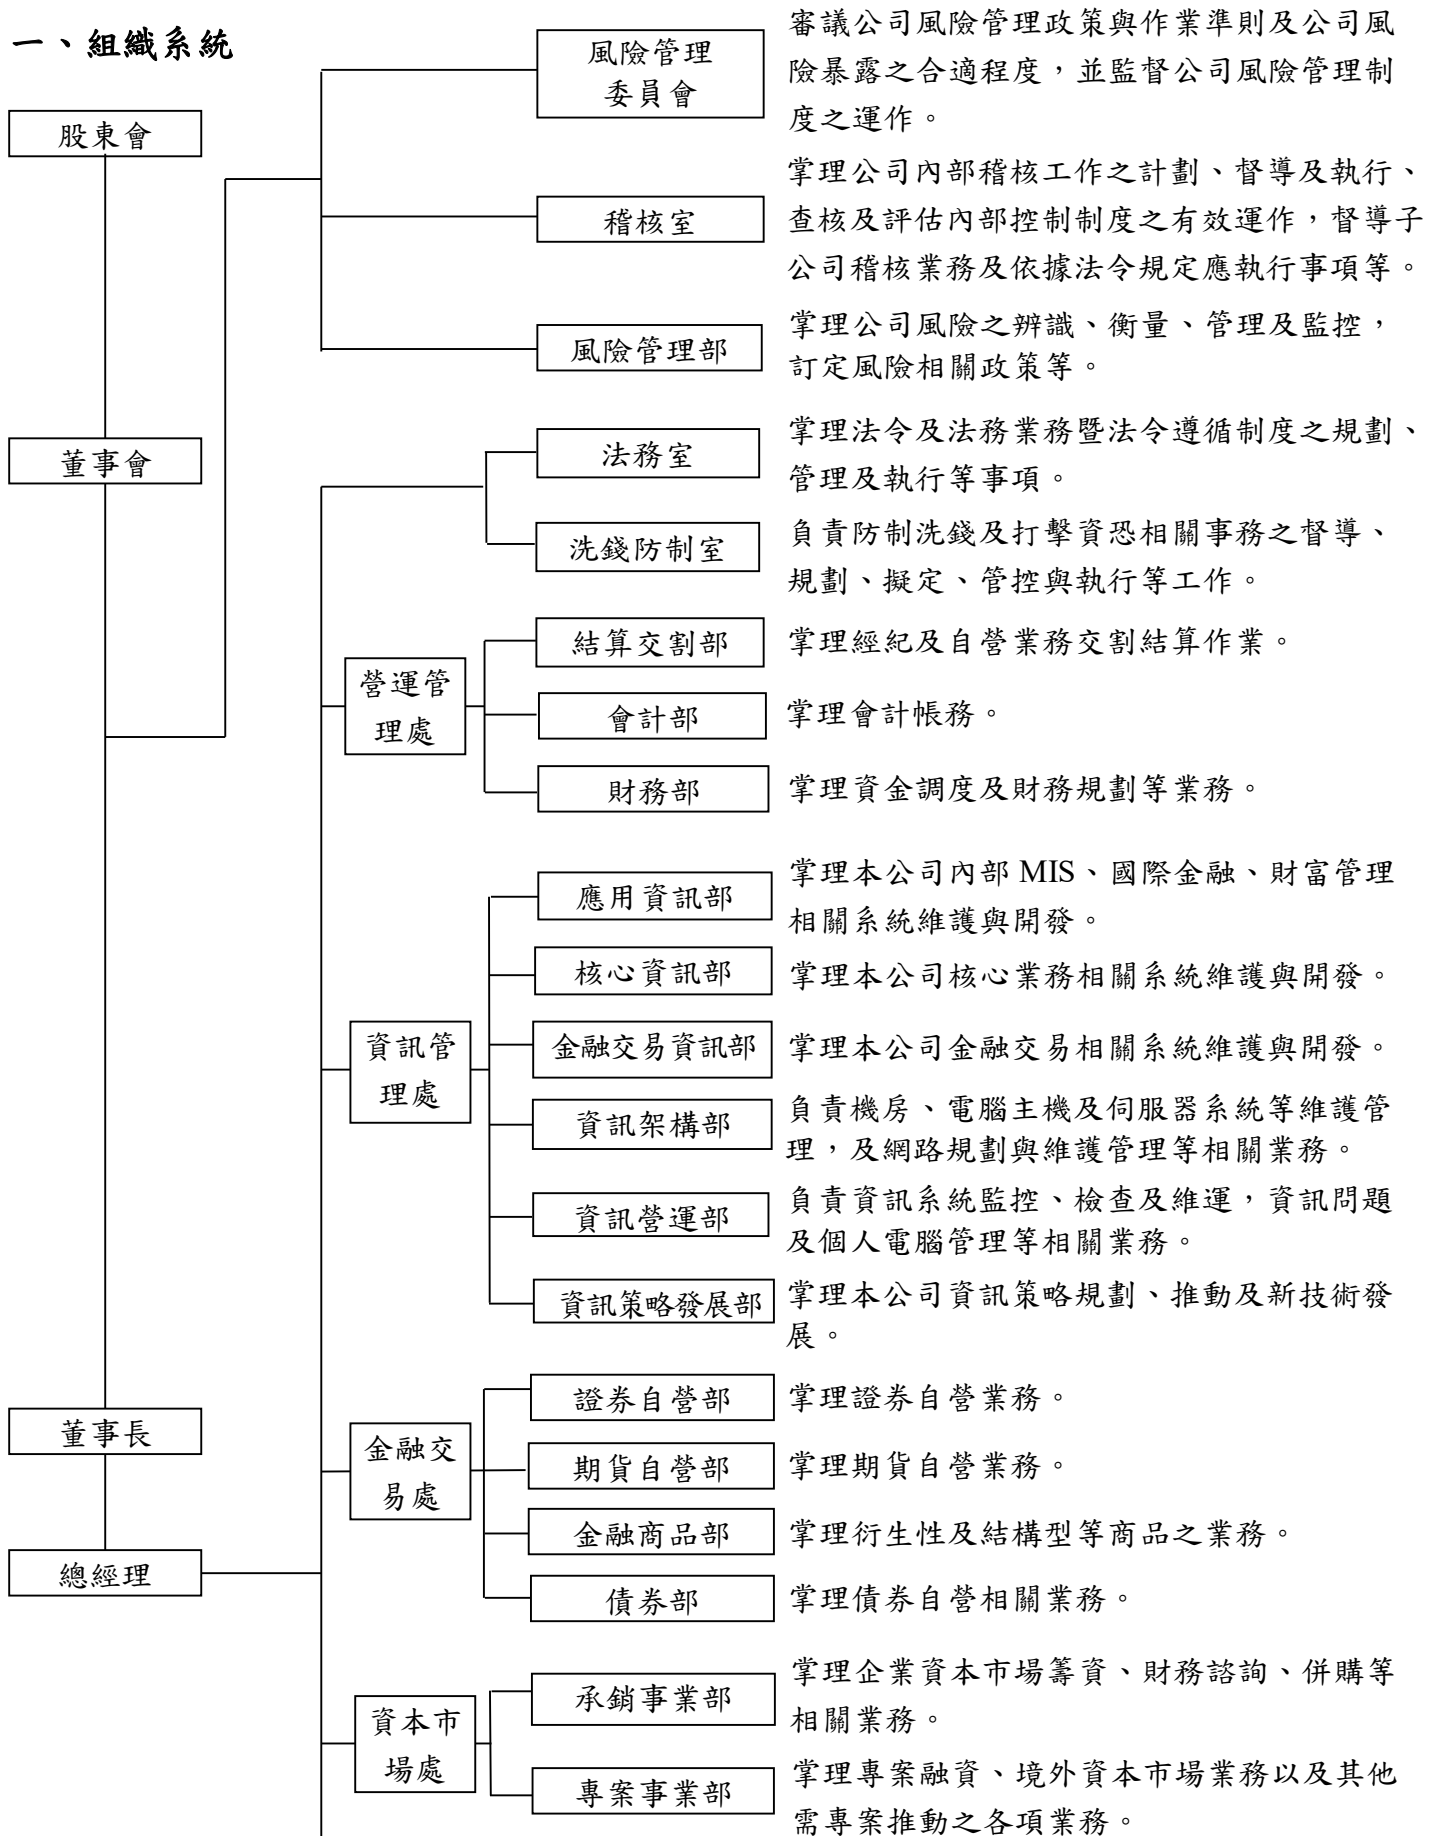 一、組織系統
股東會
董事會
董事長
總經理
風險管理
委員會
審議公司風險管理政策與作業準則及公司風
險暴露之合適程度，並監督公司風險管理制
度之運作。
稽核室
掌理公司內部稽核工作之計劃、督導及執行、
查核及評估內部控制制度之有效運作，督導子
公司稽核業務及依據法令規定應執行事項等。
風險管理部
掌理公司風險之辨識、衡量、管理及監控，
訂定風險相關政策等。
法務室
掌理法令及法務業務暨法令遵循制度之規劃、
管理及執行等事項。
洗錢防制室
負責防制洗錢及打擊資恐相關事務之督導、
規劃、擬定、管控與執行等工作。
營運管
理處
結算交割部
掌理經紀及自營業務交割結算作業。
會計部
掌理會計帳務。
財務部
掌理資金調度及財務規劃等業務。
資訊管
理處
應用資訊部
掌理本公司內部 MIS、國際金融、財富管理
相關系統維護與開發。
核心資訊部
掌理本公司核心業務相關系統維護與開發。
金融交易資訊部
掌理本公司金融交易相關系統維護與開發。
資訊架構部
負責機房、電腦主機及伺服器系統等維護管
理，及網路規劃與維護管理等相關業務。
資訊營運部
負責資訊系統監控、檢查及維運，資訊問題
及個人電腦管理等相關業務。
資訊策略發展部
掌理本公司資訊策略規劃、推動及新技術發
展。
金融交
易處
證券自營部
掌理證券自營業務。
期貨自營部
掌理期貨自營業務。
金融商品部
掌理衍生性及結構型等商品之業務。
債券部
掌理債券自營相關業務。
資本市
場處
承銷事業部
掌理企業資本市場籌資、財務諮詢、併購等
相關業務。
專案事業部
掌理專案融資、境外資本市場業務以及其他
需專案推動之各項業務。